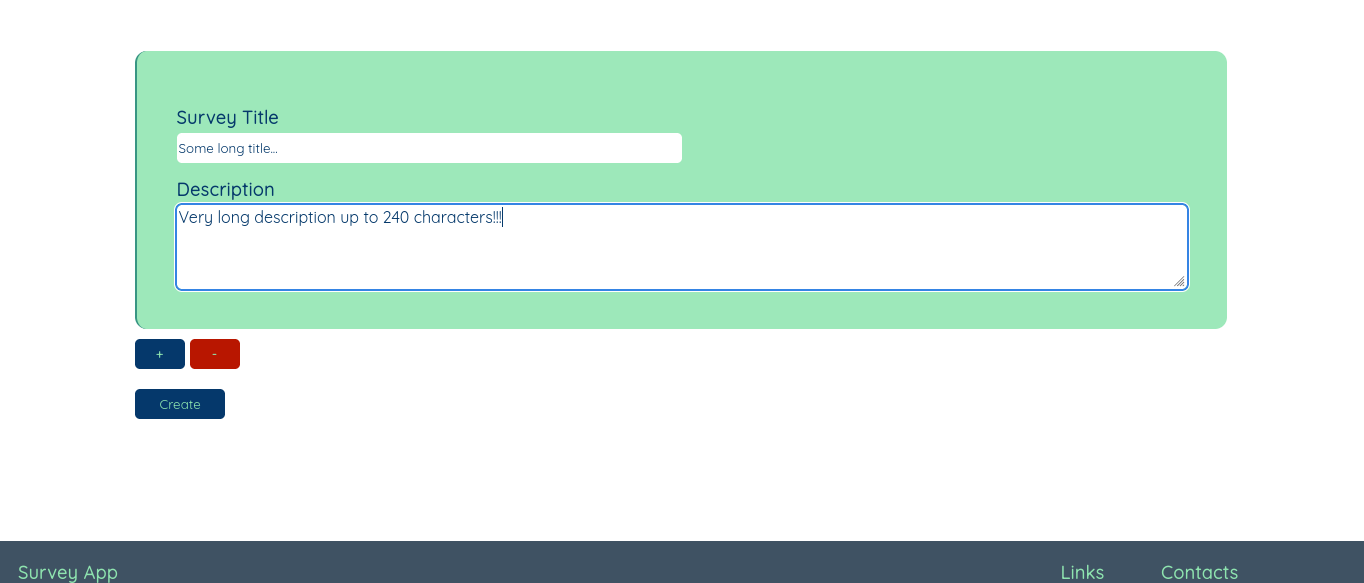 Survey Title
Some long title...
Description
Very long description up to 240 characters!!!
+ -
Create
Survey App Links Contacts